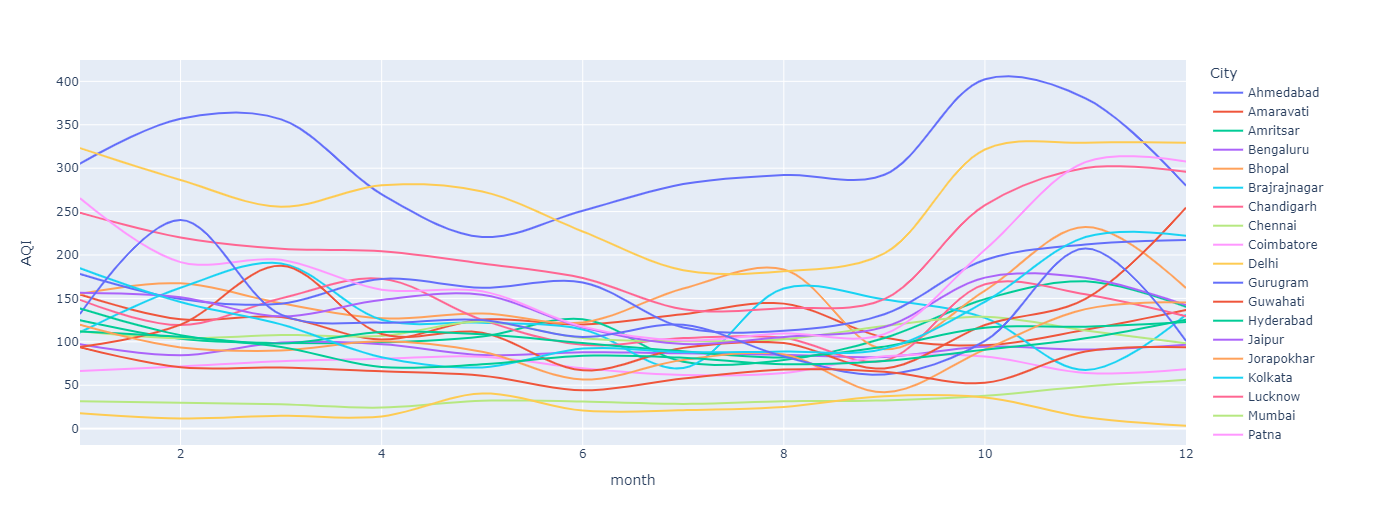 City
400
350
300
250
200
150
100
50
0
AQI
2
4
6
8
10
12
month
Ahmedabad
Amaravati
Amritsar
Bengaluru
Bhopal
Brajrajnagar
Chandigarh
Chennai
Coimbatore
Delhi
Gurugram
Guwahati
Hyderabad
Jaipur
Jorapokhar
Kolkata
Lucknow
Mumbai
Patna